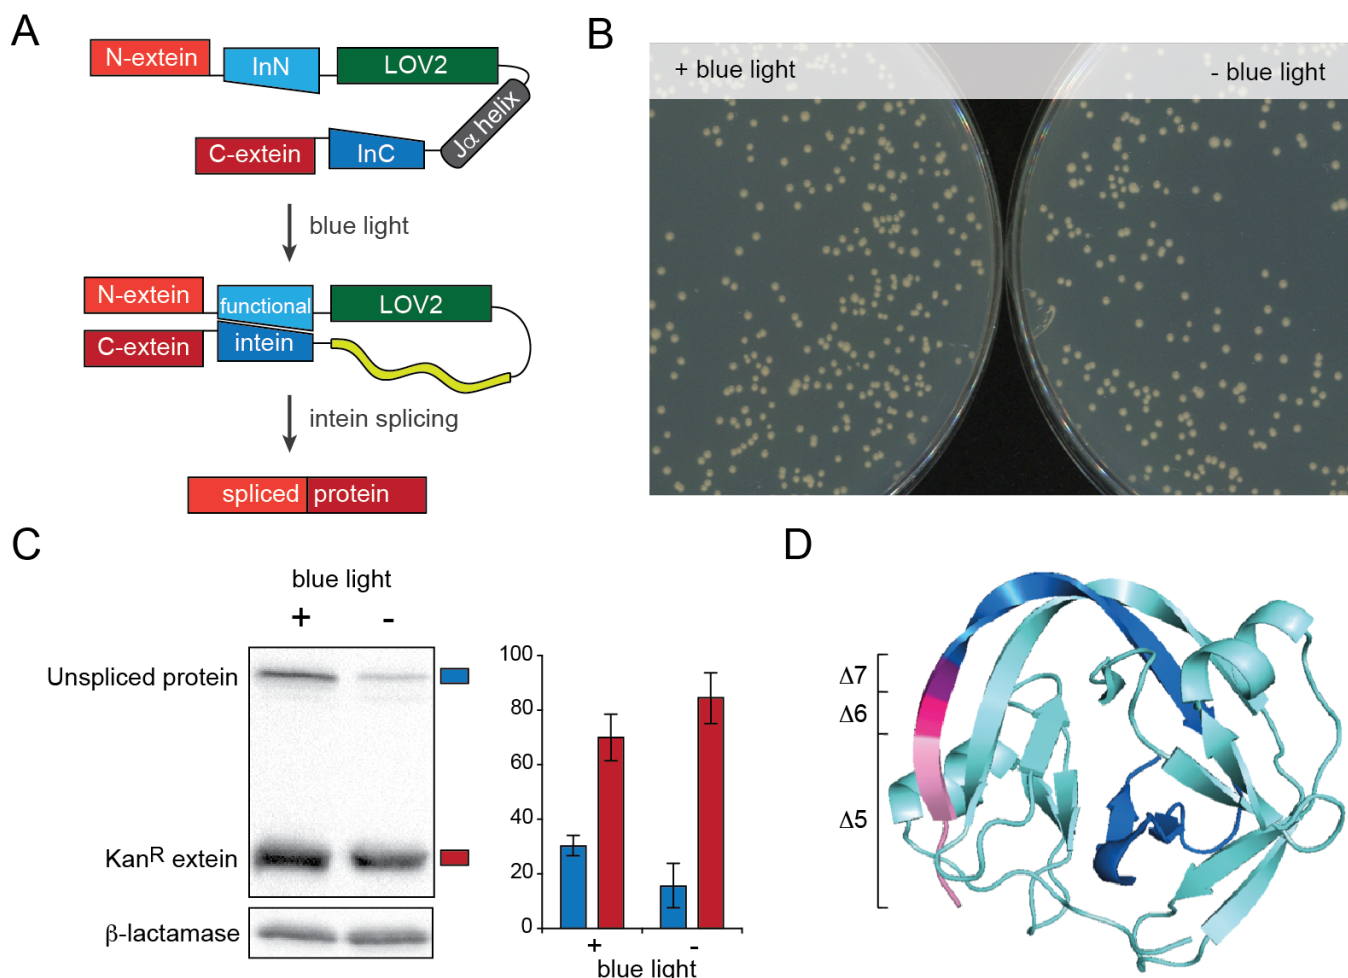 A
N-extein
InN
LOV2
Jα helix
C-extein
InC
blue light
N-extein
functional
LOV2
C-extein
intein
intein splicing
spliced protein
B
+ blue light
- blue light
C
blue light
+ -
Unspliced protein
KanR extein
β-lactamase
100
80
60
40
20
0
+ -
blue light
D
Δ7
Δ6
Δ5